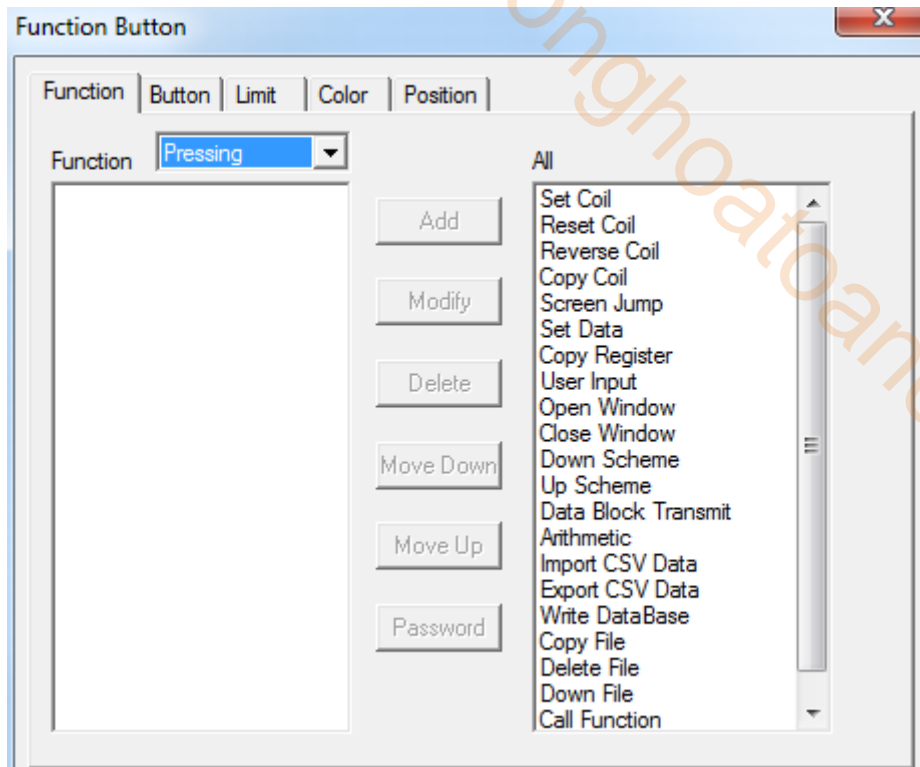 Function Button
Function Button Limit Color Position
Function Pressing
Add
Modify
Delete
Move Down
Move Up
Password
All
Set Coil
Reset Coil
Reverse Coil
Copy Coil
Screen Jump
Set Data
Copy Register
User Input
Open Window
Close Window
Down Scheme
Up Scheme
Data Block Transmit
Arithmetic
Import CSV Data
Export CSV Data
Write DataBase
Copy File
Delete File
Down File
Call Function